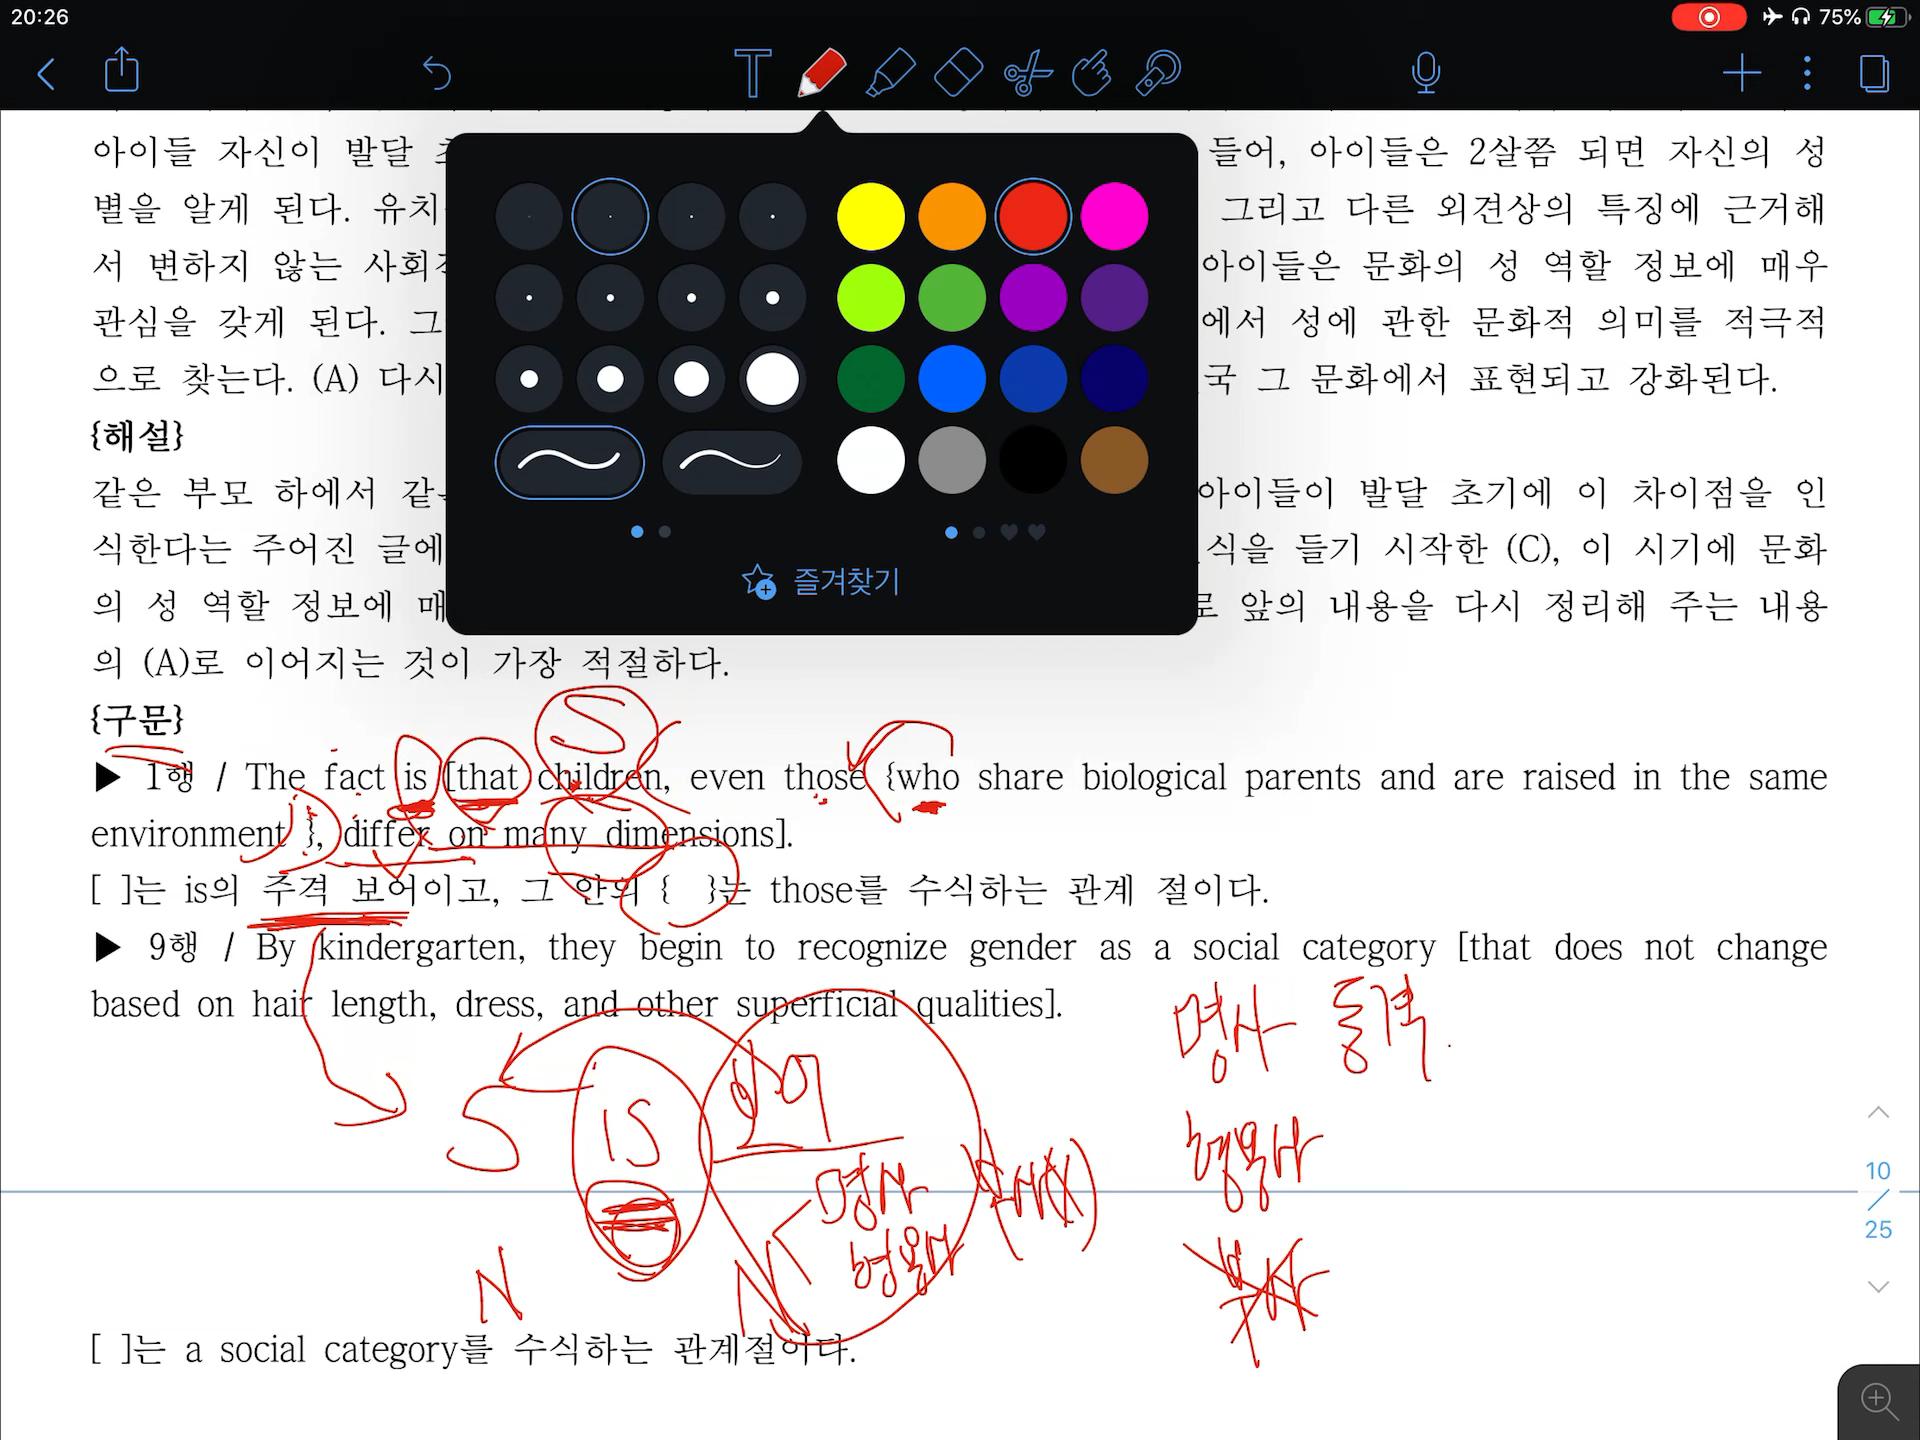 20:26
75%
아이들 자신이 발달
들어, 아이들은 2살쯤 되면 자신의 성
별을 알게 된다. 유치
그리고 다른 외견상의 특징에 근거해
서 변하지 않는 사회
아이들은 문화의 성 역할 정보에 매우
관심을 갖게 된다. 그
에서 성에 관한 문화적 의미를 적극적
으로 찾는다. (A) 다시
국 그 문화에서 표현되고 강화된다.
{해설}
같은 부모 하에서 같
아이들이 발달 초기에 이 차이점을 인
식한다는 주어진 글에
식을 들기 시작한 (C), 이 시기에 문화
의 성 역할 정보에 매
로 앞의 내용을 다시 정리해 주는 내용
의 (A)로 이어지는 것이 가장 적절하다.
즐겨찾기
{구문}
▶ 1행 / The fact is [that children, even those {who share biological parents and are raised in the same
environment }, differ on many dimensions].
[ ]는 is의 주격 보어이고, 그 안의 { }는 those를 수식하는 관계 절이다.
▶ 9행 / By kindergarten, they begin to recognize gender as a social category [that does not change
based on hair length, dress, and other superficial qualities].
S
명사 동격
S IS 보어
형용사
명사
형용사
부사
N N
10
/
25
[ ]는 a social category를 수식하는 관계절이다.